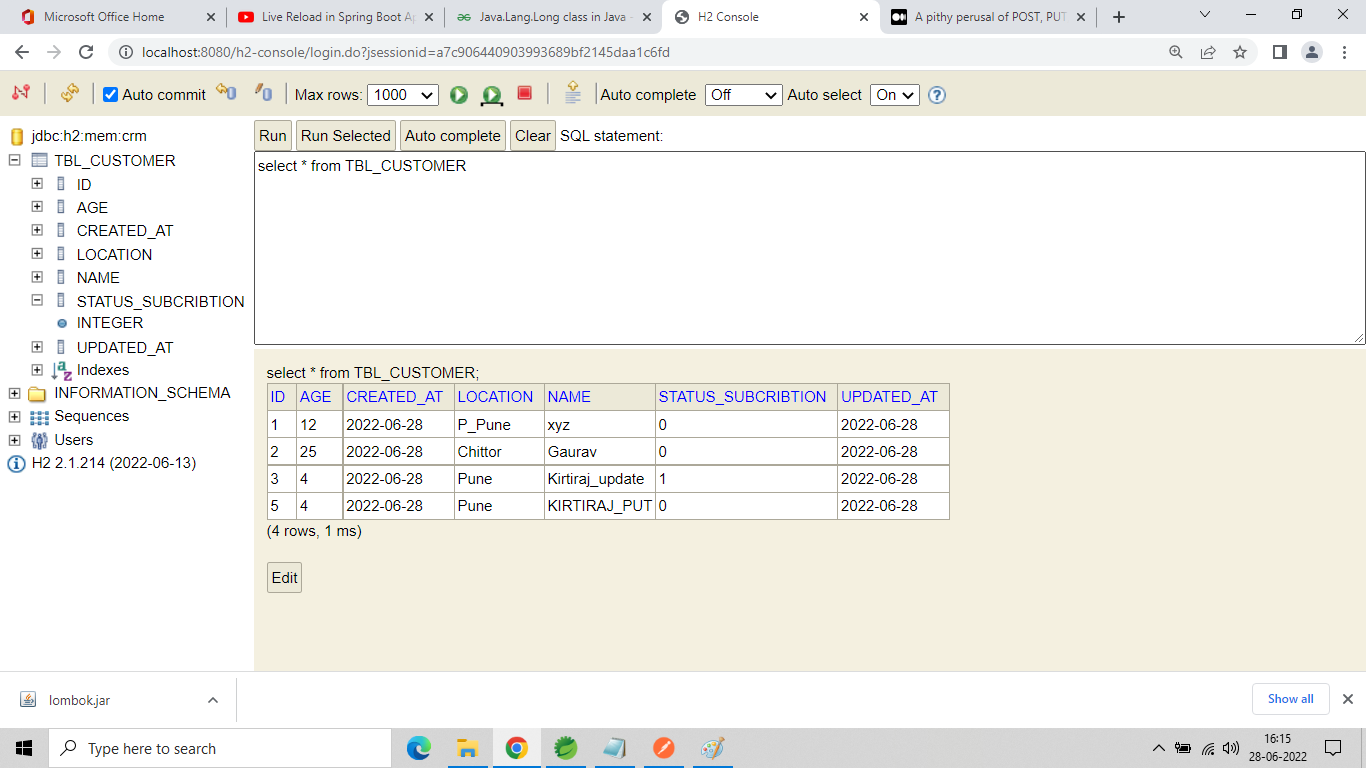 Microsoft Office Home
Live Reload in Spring Boot Ap
Java.Lang.Long class in Java -
H2 Console
A pithy perusal of POST, PUT
localhost:8080/h2-console/login.do?jsessionid=a7c906440903993689bf2145daa1c6fd
Auto commit
Max rows: 1000
Auto complete Off
Auto select On
jdbc:h2:mem:crm
TBL_CUSTOMER
ID
AGE
CREATED_AT
LOCATION
NAME
STATUS_SUBCRIBTION
INTEGER
UPDATED_AT
Indexes
INFORMATION_SCHEMA
Sequences
Users
H2 2.1.214 (2022-06-13)
Run Run Selected Auto complete Clear SQL statement:
select * from TBL_CUSTOMER
select * from TBL_CUSTOMER;
ID AGE CREATED_AT LOCATION NAME STATUS_SUBCRIBTION UPDATED_AT
1 12 2022-06-28 P_Pune xyz 0 2022-06-28
2 25 2022-06-28 Chittor Gaurav 0 2022-06-28
3 4 2022-06-28 Pune Kirtiraj_update 1 2022-06-28
5 4 2022-06-28 Pune KIRTIRAJ_PUT 0 2022-06-28
(4 rows, 1 ms)
Edit
lombok.jar
Show all
Type here to search
16:15
28-06-2022